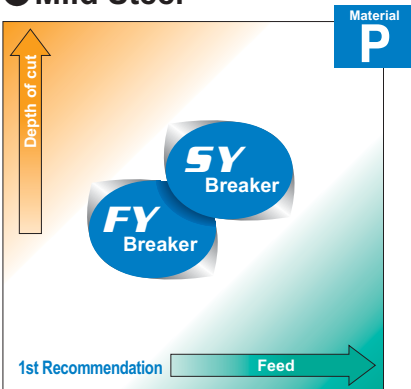 Mild Steel
Material
P
Depth of cut
SY
Breaker
FY
Breaker
1st Recommendation
Feed